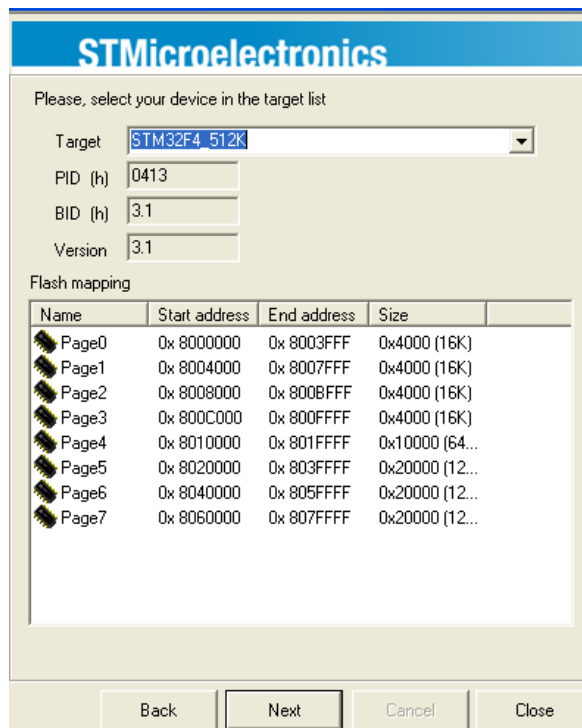 STMicroelectronics
Please, select your device in the target list
Target STM32F4_512K
PID (h) 0413
BID (h) 3.1
Version 3.1
Flash mapping
Name Start address End address Size
Page0 0x 8000000 0x 8003FFF 0x4000 (16K)
Page1 0x 8004000 0x 8007FFF 0x4000 (16K)
Page2 0x 8008000 0x 800BFFF 0x4000 (16K)
Page3 0x 800C000 0x 800FFFF 0x4000 (16K)
Page4 0x 8010000 0x 801FFFF 0x10000 (64...
Page5 0x 8020000 0x 803FFFF 0x20000 (12...
Page6 0x 8040000 0x 805FFFF 0x20000 (12...
Page7 0x 8060000 0x 807FFFF 0x20000 (12...
Back Next Cancel Close